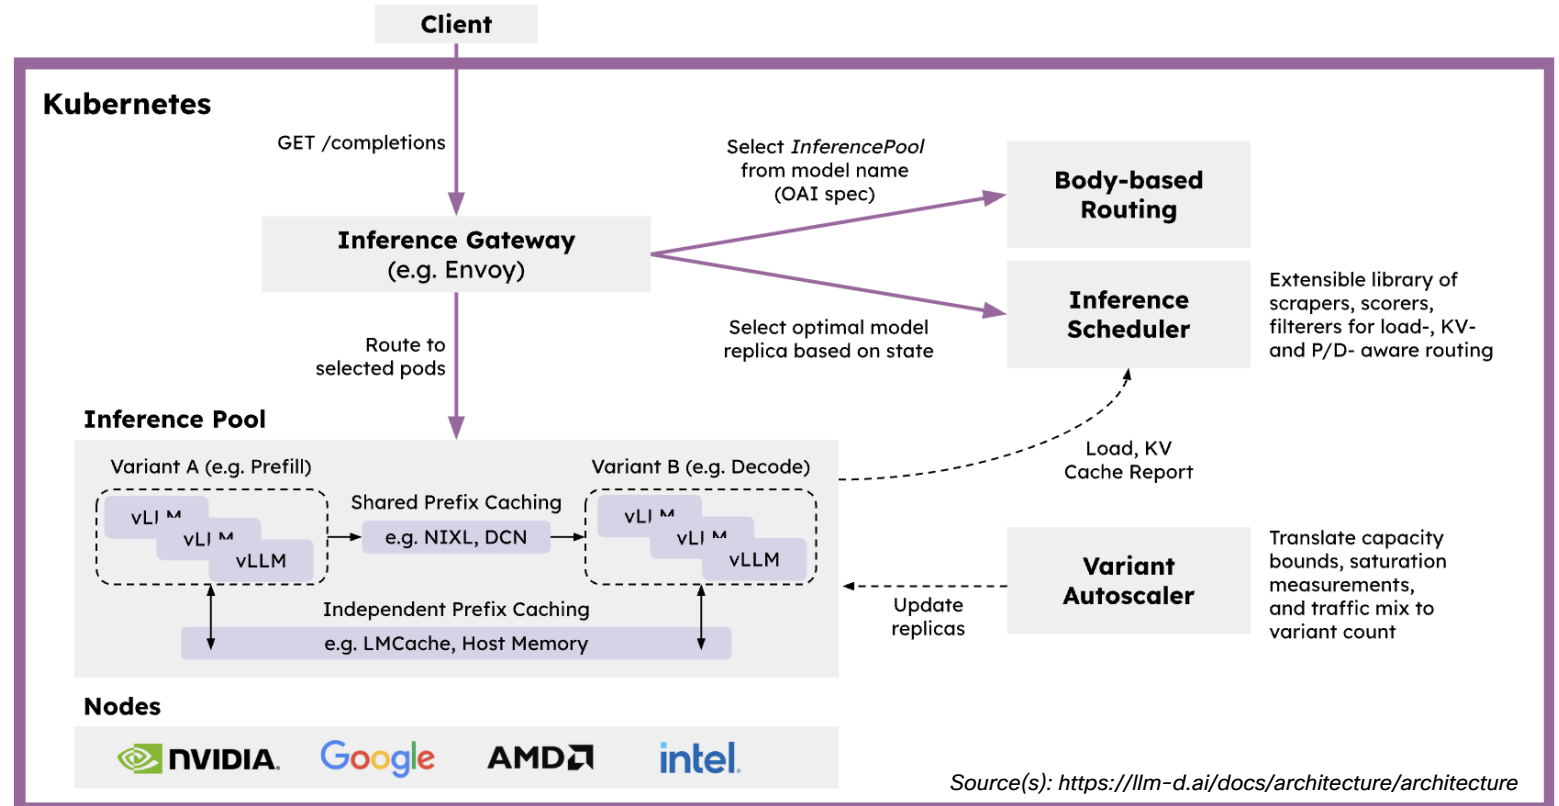 Client
Kubernetes
GET /completions
Inference Gateway
(e.g. Envoy)
Select InferencePool
from model name
(OAI spec)
Body-based
Routing
Select optimal model
replica based on state
Inference
Scheduler
Extensible library of
scrapers, scorers,
filterers for load-, KV-
and P/D- aware routing
Route to
selected pods
Inference Pool
Variant A (e.g. Prefill)
vLLM
vLLM
vLLM
Shared Prefix Caching
e.g. NIXL, DCN
Variant B (e.g. Decode)
vLLM
vLLM
vLLM
Independent Prefix Caching
e.g. LMCache, Host Memory
Load, KV
Cache Report
Update
replicas
Variant
Autoscaler
Translate capacity
bounds, saturation
measurements,
and traffic mix to
variant count
Nodes
NVIDIA.
Google
AMD
intel.
Source(s): https://llm-d.ai/docs/architecture/architecture